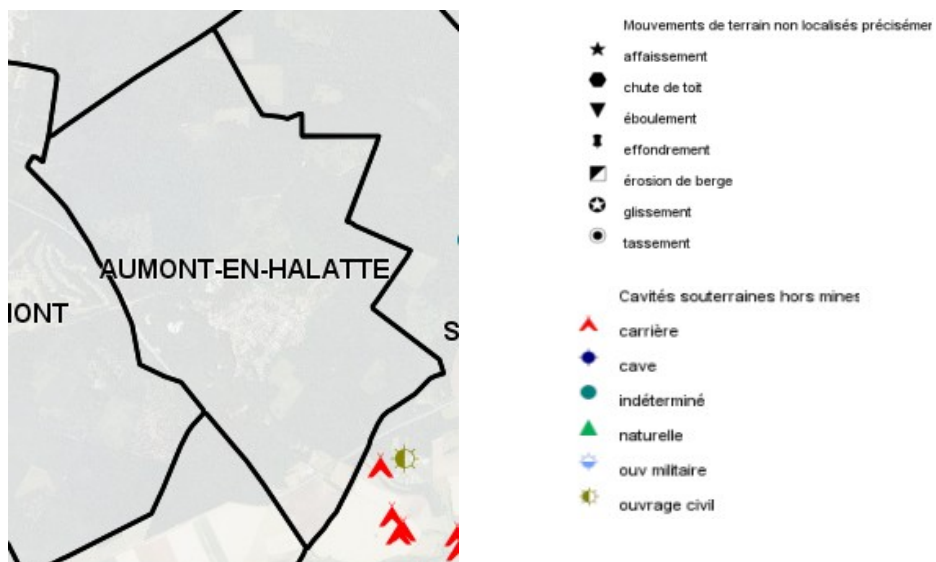 AUMONT-EN-HALATTE
IONT
S
Mouvements de terrain non localisés précisémer
affaissement
chute de toit
éboulement
effondrement
érosion de berge
glissement
tassement
Cavités souterraines hors mines
carrière
cave
indéterminé
naturelle
ouv militaire
ouvrage civil